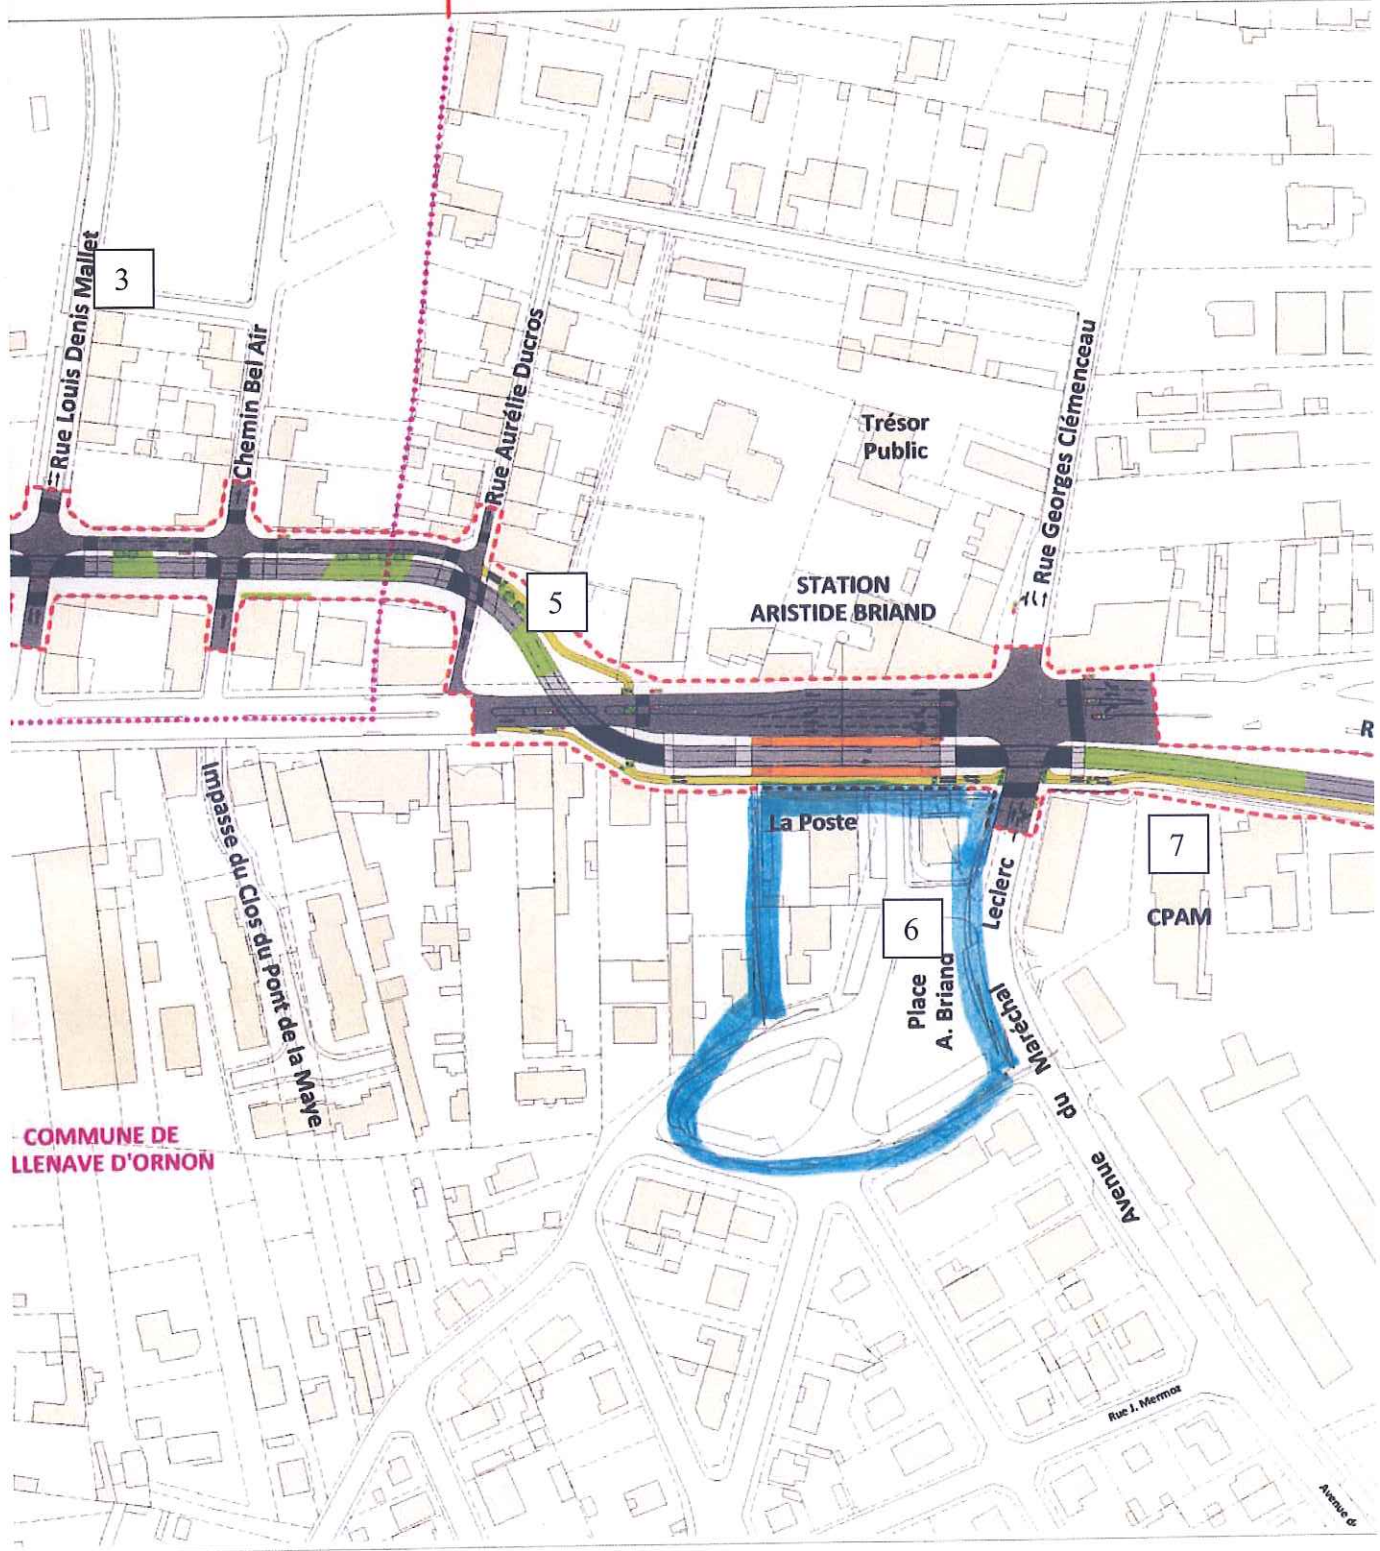 Rue Louis Denis Mallet
3
Chemin Bel Air
Rue Aurélie Ducros
Trésor
Public
Rue Georges Clémenceau
5
STATION
ARISTIDE BRIAND
R
Impasse du Clos du Pont de la Maye
La Poste
7
CPAM
6
Place
A. Briand
Avenue du Maréchal Leclerc
COMMUNE DE
LLENAVE D'ORNON
Rue J. Mermoz
Avenue de